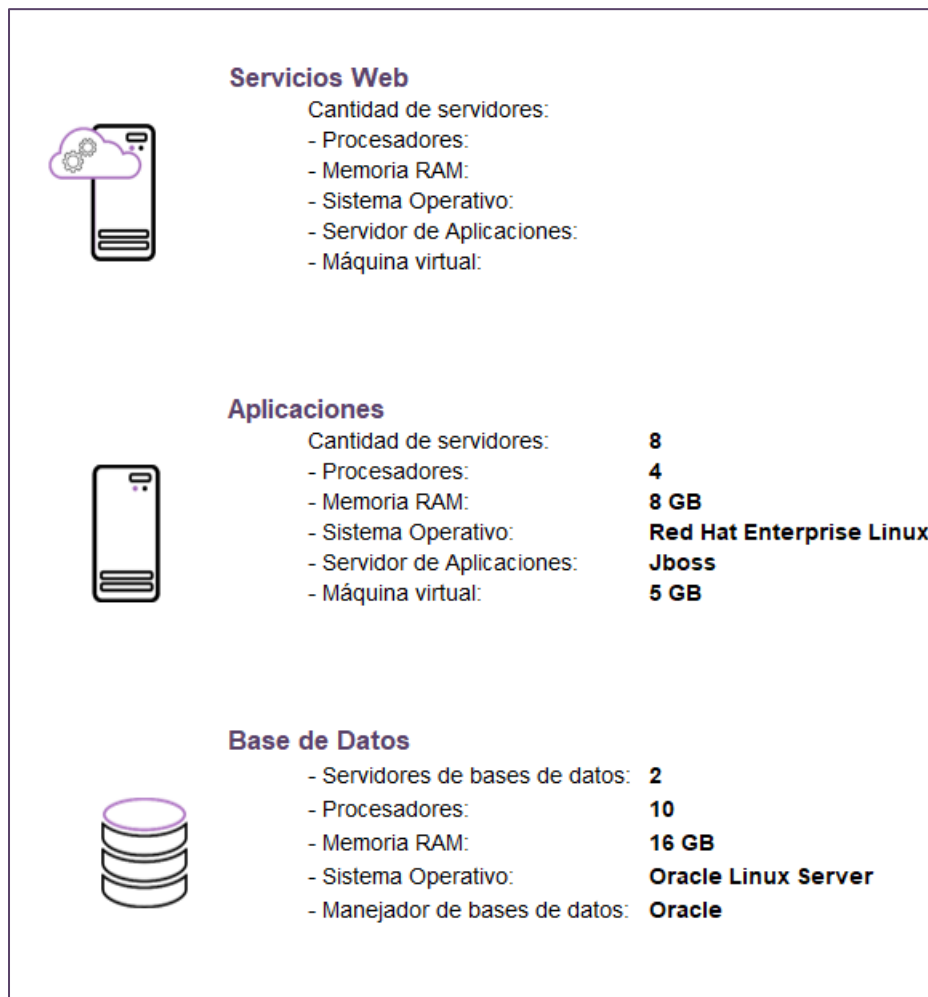 Servicios Web
Cantidad de servidores:
- Procesadores:
- Memoria RAM:
- Sistema Operativo:
- Servidor de Aplicaciones:
- Máquina virtual:
Aplicaciones
Cantidad de servidores: 8
- Procesadores: 4
- Memoria RAM: 8 GB
- Sistema Operativo: Red Hat Enterprise Linux
- Servidor de Aplicaciones: Jboss
- Máquina virtual: 5 GB
Base de Datos
- Servidores de bases de datos: 2
- Procesadores: 10
- Memoria RAM: 16 GB
- Sistema Operativo: Oracle Linux Server
- Manejador de bases de datos: Oracle